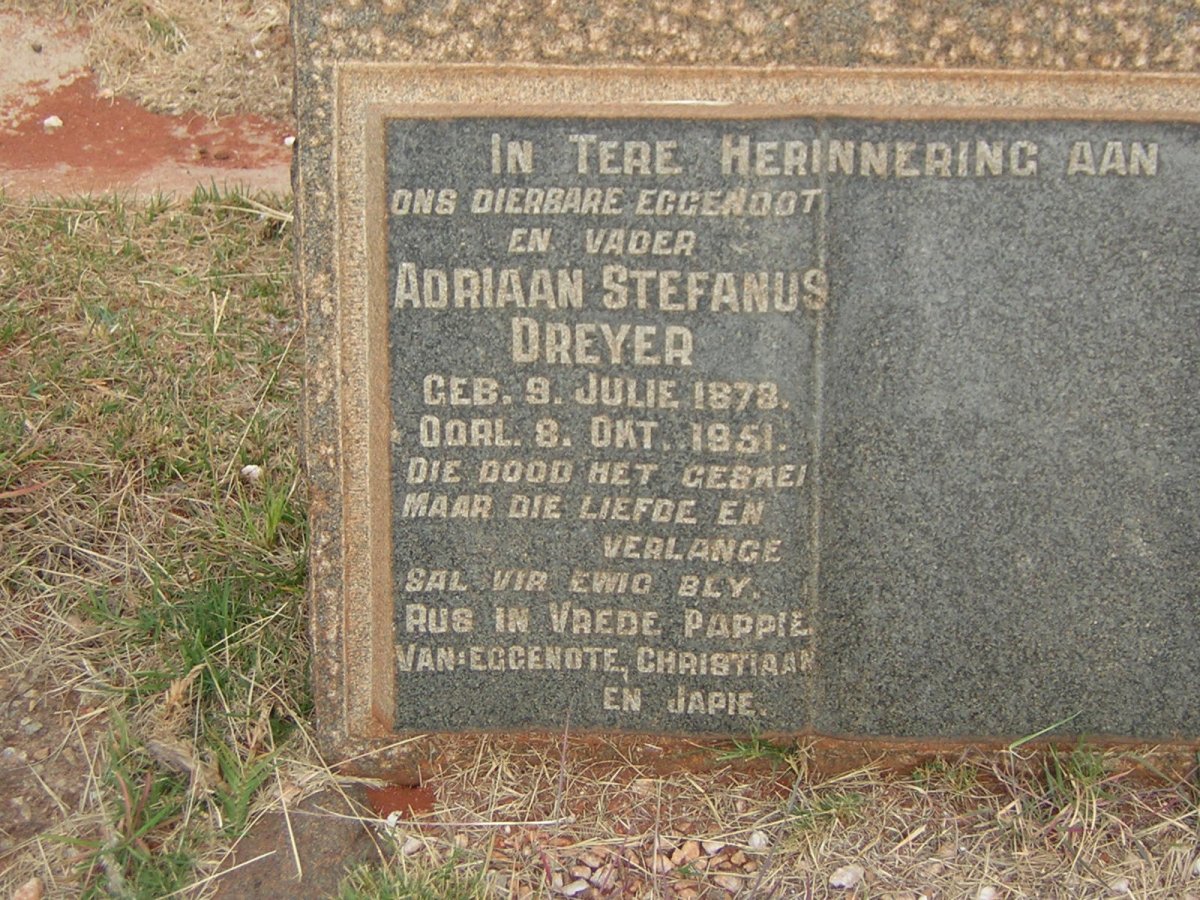 IN TERE HERINNERING AAN
ONS DIERBARE EGGENOOT
EN VADER
ADRIAAN STEFANUS
DREYER
GEB. 9. JULIE 1878.
OORL. 8. OKT. 1951.
DIE DOOD HET GESKEI
MAAR DIE LIEFDE EN
VERLANGE
SAL VIR EWIG BLY.
RUS IN VREDE PAPPIE
VAN:EGGENOTE, CHRISTIAAN
EN JAPIE.